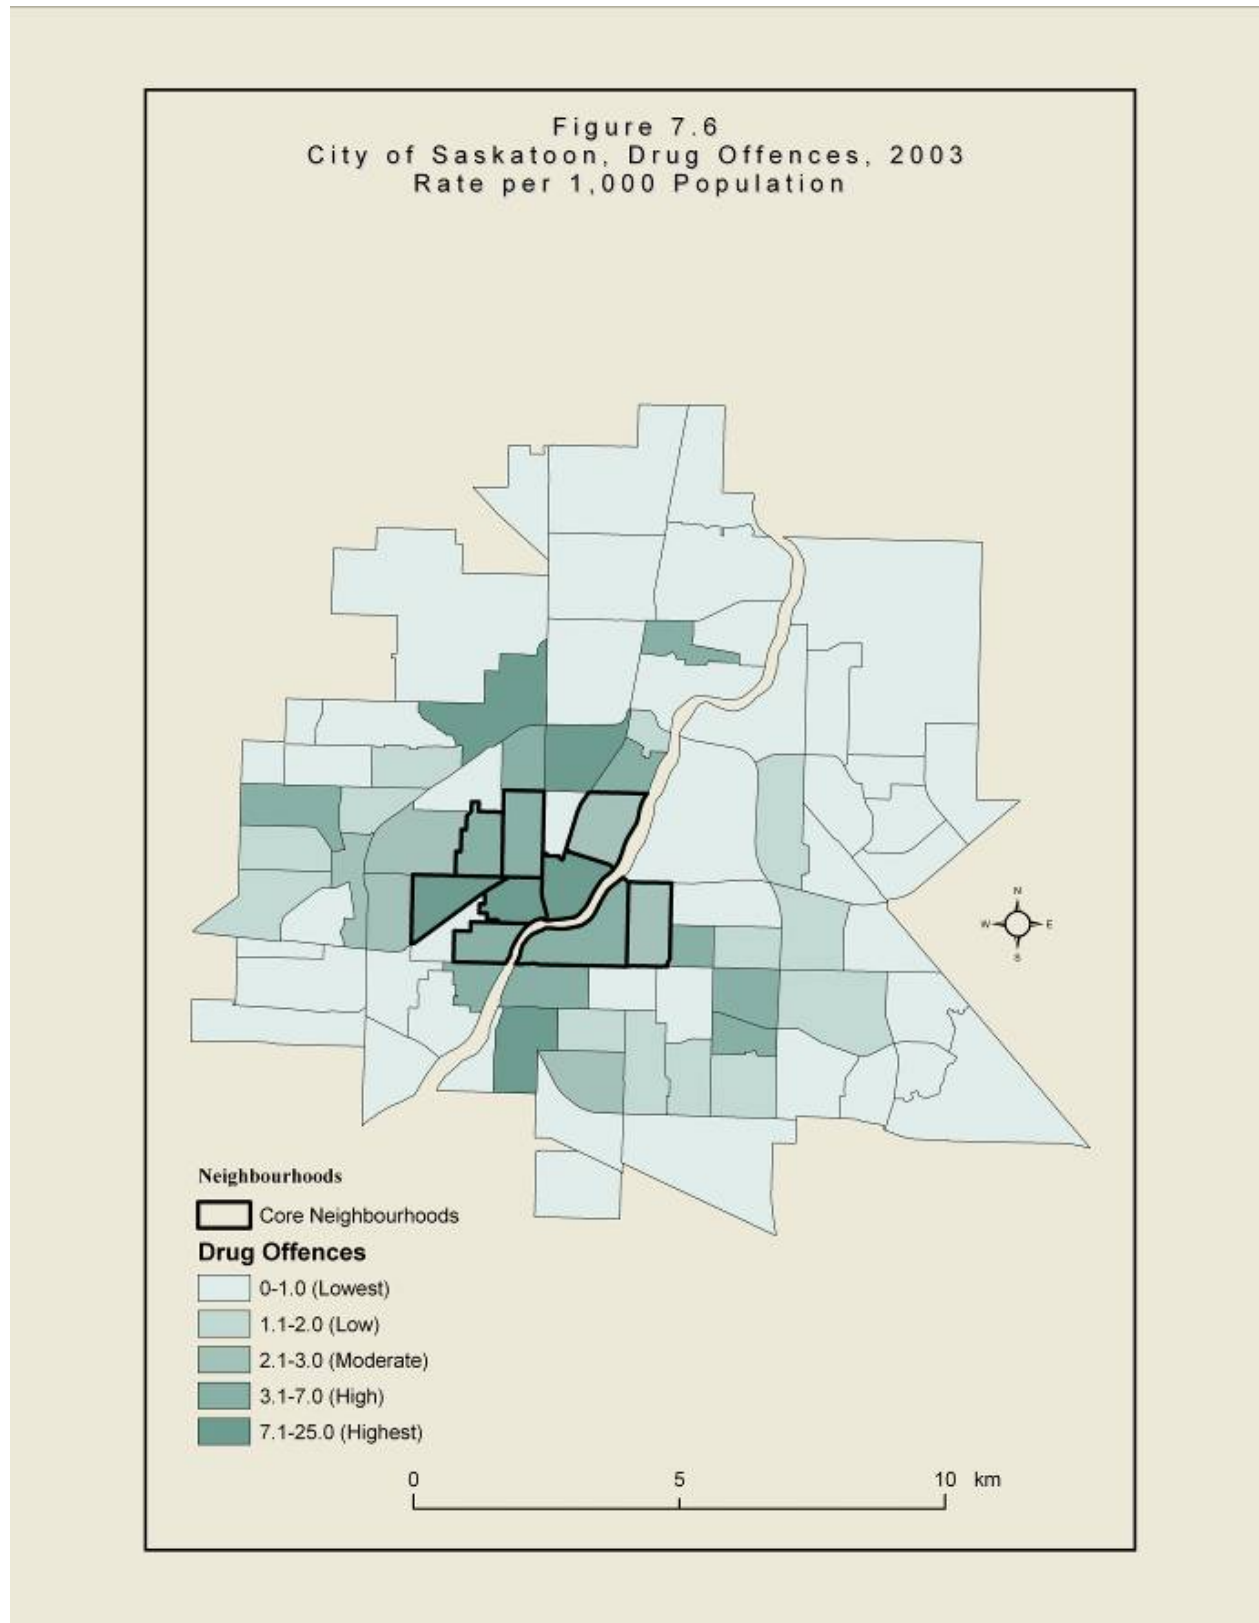 Figure 7.6
City of Saskatoon, Drug Offences, 2003
Rate per 1,000 Population
N
W E
S
Neighbourhoods
Core Neighbourhoods
Drug Offences
0-1.0 (Lowest)
1.1-2.0 (Low)
2.1-3.0 (Moderate)
3.1-7.0 (High)
7.1-25.0 (Highest)
0 5 10 km